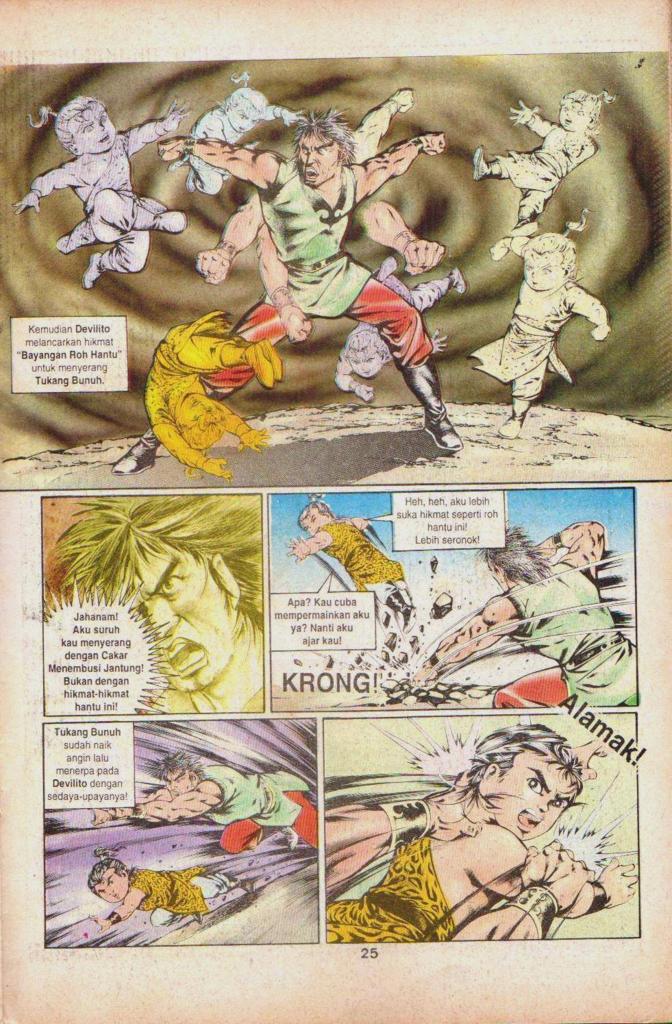 Kemudian Devilito
melancarkan hikmat
"Bayangan Roh Hantu"
untuk menyerang
Tukang Bunuh.
Jahanam!
Aku suruh
kau menyerang
dengan Cakar
Menembusi Jantung!
Bukan dengan
hikmat-hikmat
hantu ini!
Heh, heh, aku lebih
suka hikmat seperti roh
hantu ini!
Lebih seronok!
Apa? Kau cuba
mempermainkan aku
ya? Nanti aku
ajar kau!
KRONG!
Tukang Bunuh
sudah naik
angin lalu
menerpa pada
Devilito dengan
sedaya-upayanya!
Alamak!
25